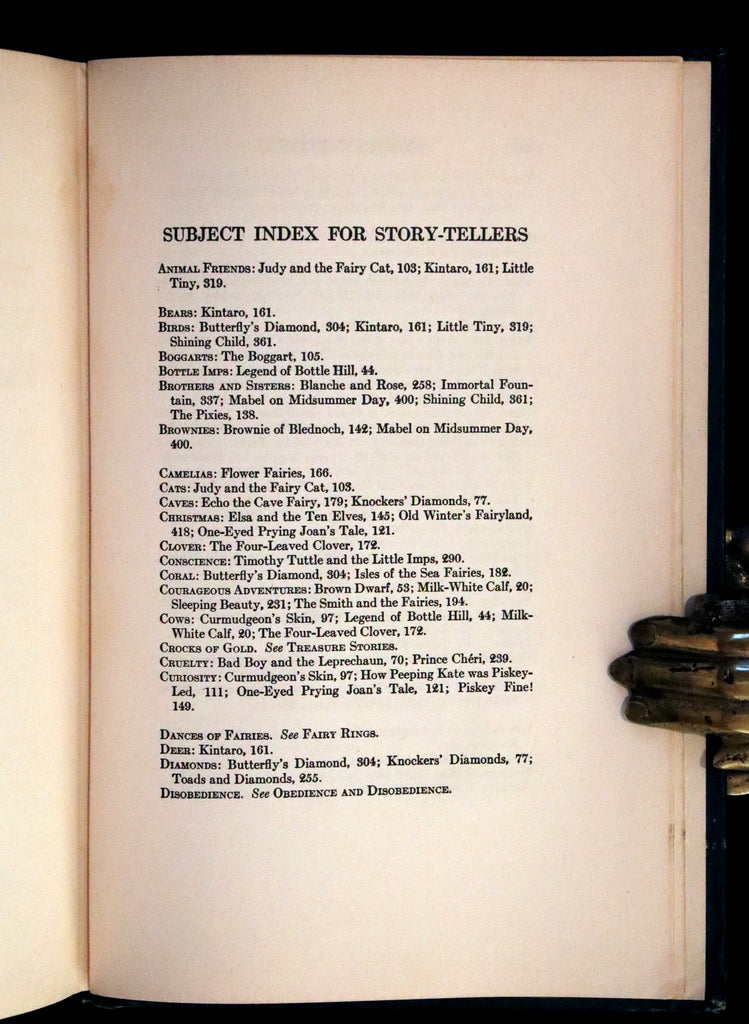 SUBJECT INDEX FOR STORY-TELLERS
ANIMAL FRIENDS: Judy and the Fairy Cat, 103; Kintaro, 161; Little
Tiny, 319.
BEARS: Kintaro, 161.
BIRDS: Butterfly's Diamond, 304; Kintaro, 161; Little Tiny, 319;
Shining Child, 361.
BOGGARTS: The Boggart, 105.
BOTTLE IMPS: Legend of Bottle Hill, 44.
BROTHERS AND SISTERS: Blanche and Rose, 258; Immortal Foun-
tain, 337; Mabel on Midsummer Day, 400; Shining Child, 361;
The Pixies, 138.
BROWNIES: Brownie of Blednoch, 142; Mabel on Midsummer Day,
400.
CAMELIAS: Flower Fairies, 166.
CATS: Judy and the Fairy Cat, 103.
CAVES: Echo the Cave Fairy, 179; Knockers' Diamonds, 77.
CHRISTMAS: Elsa and the Ten Elves, 145; Old Winter's Fairyland,
418; One-Eyed Prying Joan's Tale, 121.
CLOVER: The Four-Leaved Clover, 172.
CONSCIENCE: Timothy Tuttle and the Little Imps, 290.
CORAL: Butterfly's Diamond, 304; Isles of the Sea Fairies, 182.
COURAGEOUS ADVENTURES: Brown Dwarf, 53; Milk-White Calf, 20;
Sleeping Beauty, 231; The Smith and the Fairies, 194.
COWS: Curmudgeon's Skin, 97; Legend of Bottle Hill, 44; Milk-
White Calf, 20; The Four-Leaved Clover, 172.
CROCKS OF GOLD. See TREASURE STORIES.
CRUELTY: Bad Boy and the Leprechaun, 70; Prince Chéri, 239.
CURIOSITY: Curmudgeon's Skin, 97; How Peeping Kate was Piskey-
Led, 111; One-Eyed Prying Joan's Tale, 121; Piskey Fine!
149.
DANCES OF FAIRIES. See FAIRY RINGS.
DEER: Kintaro, 161.
DIAMONDS: Butterfly's Diamond, 304; Knockers' Diamonds, 77;
Toads and Diamonds, 255.
DISOBEDIENCE. See OBEDIENCE AND DISOBEDIENCE.